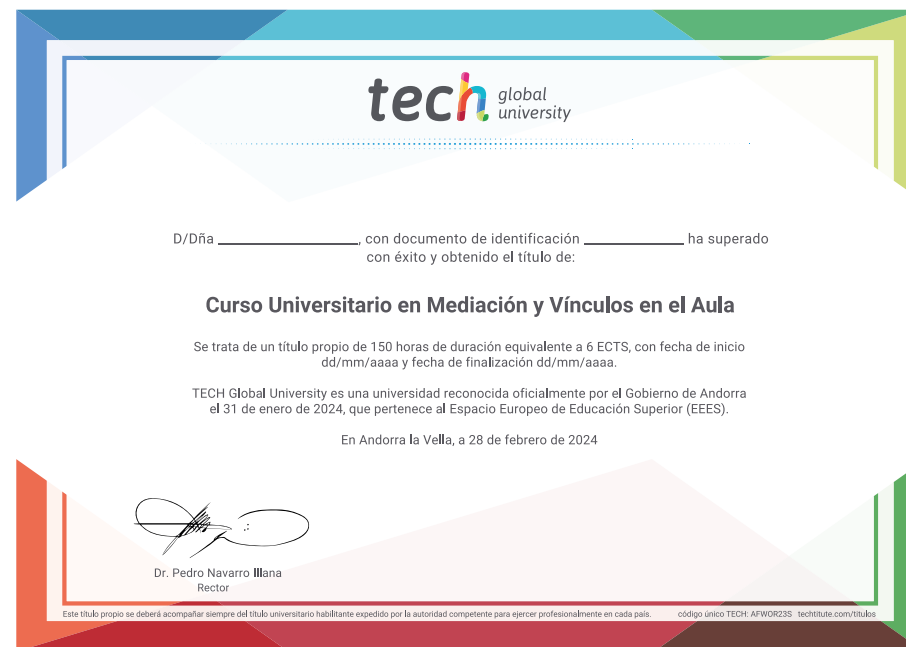 tech global university
D/Dña ______________, con documento de identificación __________ ha superado
con éxito y obtenido el título de:
Curso Universitario en Mediación y Vínculos en el Aula
Se trata de un título propio de 150 horas de duración equivalente a 6 ECTS, con fecha de inicio
dd/mm/aaaa y fecha de finalización dd/mm/aaaa.
TECH Global University es una universidad reconocida oficialmente por el Gobierno de Andorra
el 31 de enero de 2024, que pertenece al Espacio Europeo de Educación Superior (EEES).
En Andorra la Vella, a 28 de febrero de 2024
Dr. Pedro Navarro Illana
Rector
Este título propio se deberá acompañar siempre del título universitario habilitante expedido por la autoridad competente para ejercer profesionalmente en cada país. código único TECH: AFWOR23S techtitute.com/titulos